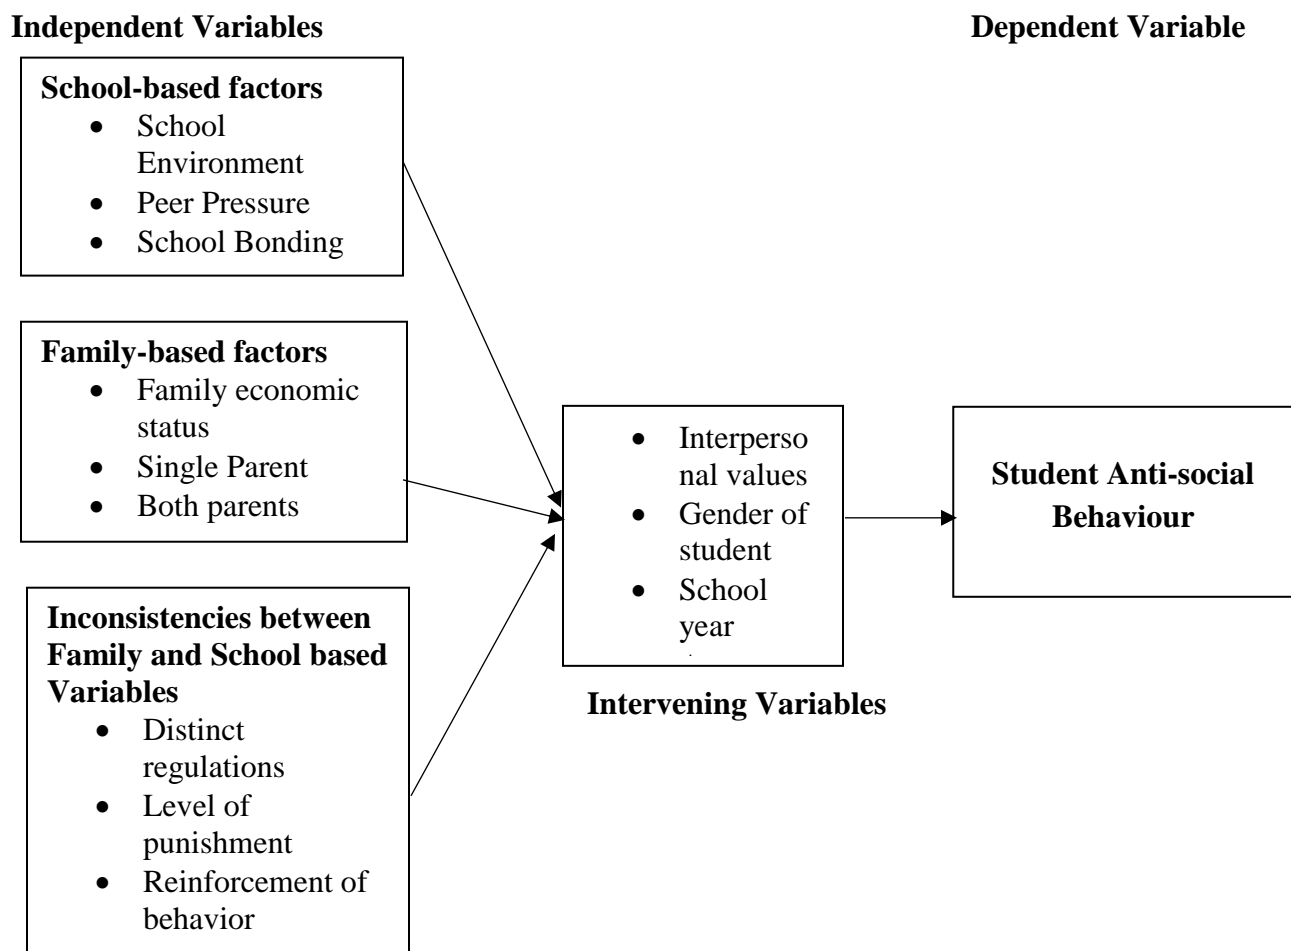 Independent Variables
Dependent Variable
School-based factors
• School
Environment
• Peer Pressure
• School Bonding
Family-based factors
• Family economic
status
• Single Parent
• Both parents
Inconsistencies between
Family and School based
Variables
• Distinct
regulations
• Level of
punishment
• Reinforcement of
behavior
• Interperso
nal values
• Gender of
student
• School
year
Intervening Variables
Student Anti-social
Behaviour